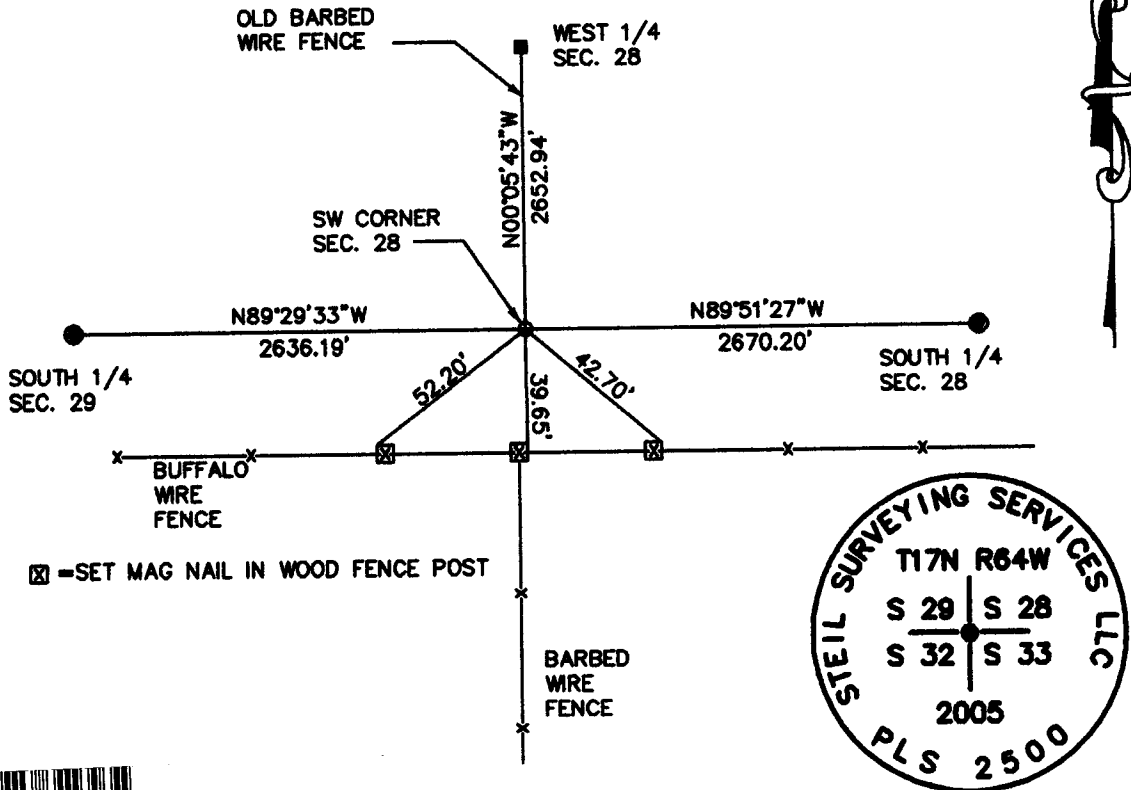 OLD BARBED
WIRE FENCE
WEST 1/4
SEC. 28
N00°05'43"W
2652.94'
SW CORNER
SEC. 28
N89°29'33"W
2636.19'
N89°51'27"W
2670.20'
SOUTH 1/4
SEC. 29
SOUTH 1/4
SEC. 28
52.20'
39.65'
42.70'
BUFFALO
WIRE
FENCE
=SET MAG NAIL IN WOOD FENCE POST
BARBED
WIRE
FENCE
STEIL SURVEYING SERVICES LLC
T17N R64W
S 29 S 28
S 32 S 33
2005
PLS 2500